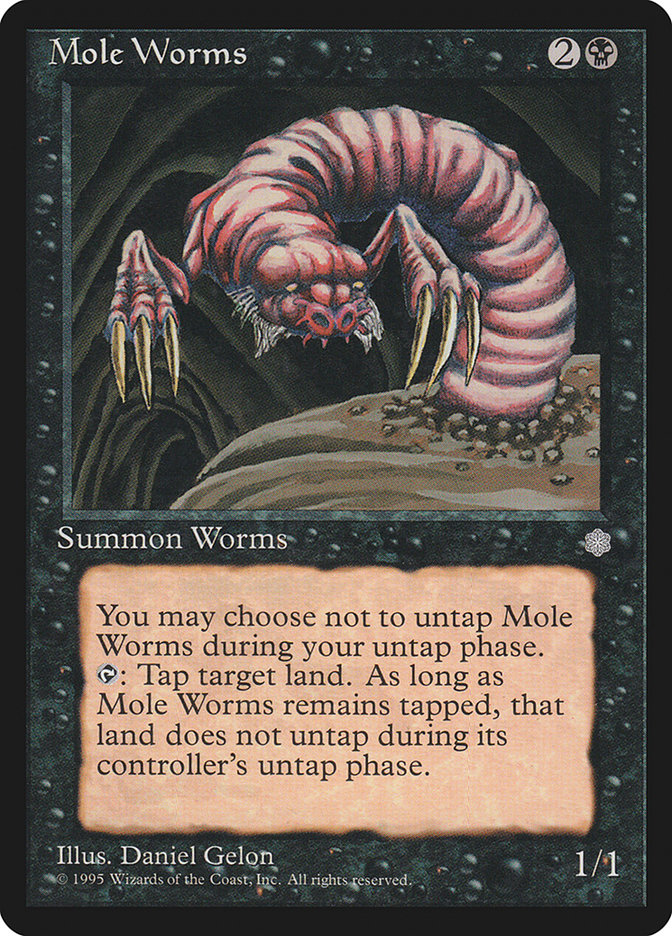 Mole Worms 2
Summon Worms
You may choose not to untap Mole
Worms during your untap phase.
: Tap target land. As long as
Mole Worms remains tapped, that
land does not untap during its
controller's untap phase.
Illus. Daniel Gelon
1/1
© 1995 Wizards of the Coast, Inc. All rights reserved.